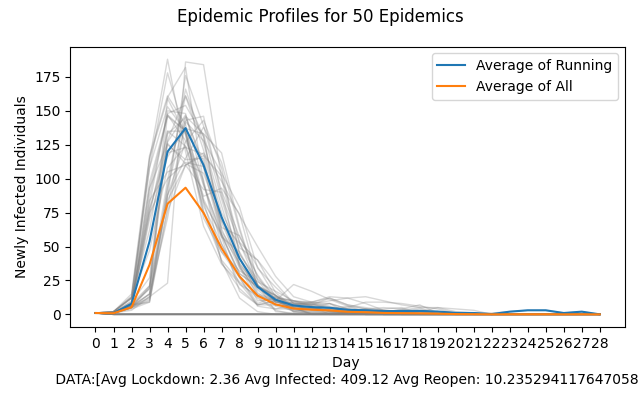 Epidemic Profiles for 50 Epidemics
Average of Running
Average of All
Newly Infected Individuals
175
150
125
100
75
50
25
0
0 1 2 3 4 5 6 7 8 9 10 11 12 13 14 15 16 17 18 19 20 21 22 23 24 25 26 27 28
Day
DATA:[Avg Lockdown: 2.36 Avg Infected: 409.12 Avg Reopen: 10.235294117647058